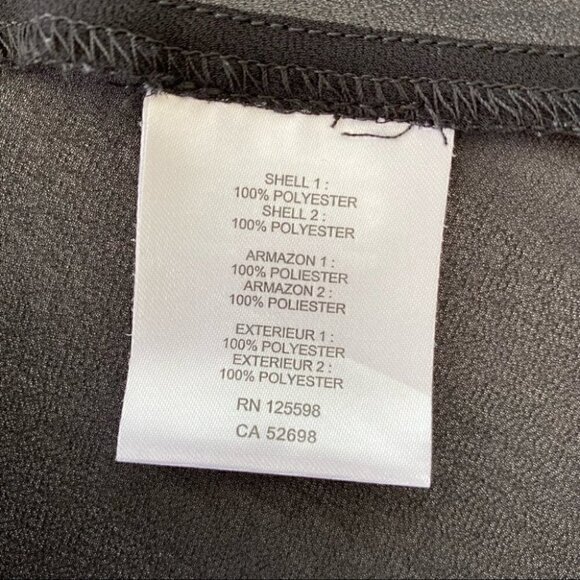 SHELL 1 :
100% POLYESTER
SHELL 2 :
100% POLYESTER
ARMAZON 1 :
100% POLIESTER
ARMAZON 2 :
100% POLIESTER
EXTERIEUR 1 :
100% POLYESTER
EXTERIEUR 2 :
100% POLYESTER
RN 125598
CA 52698